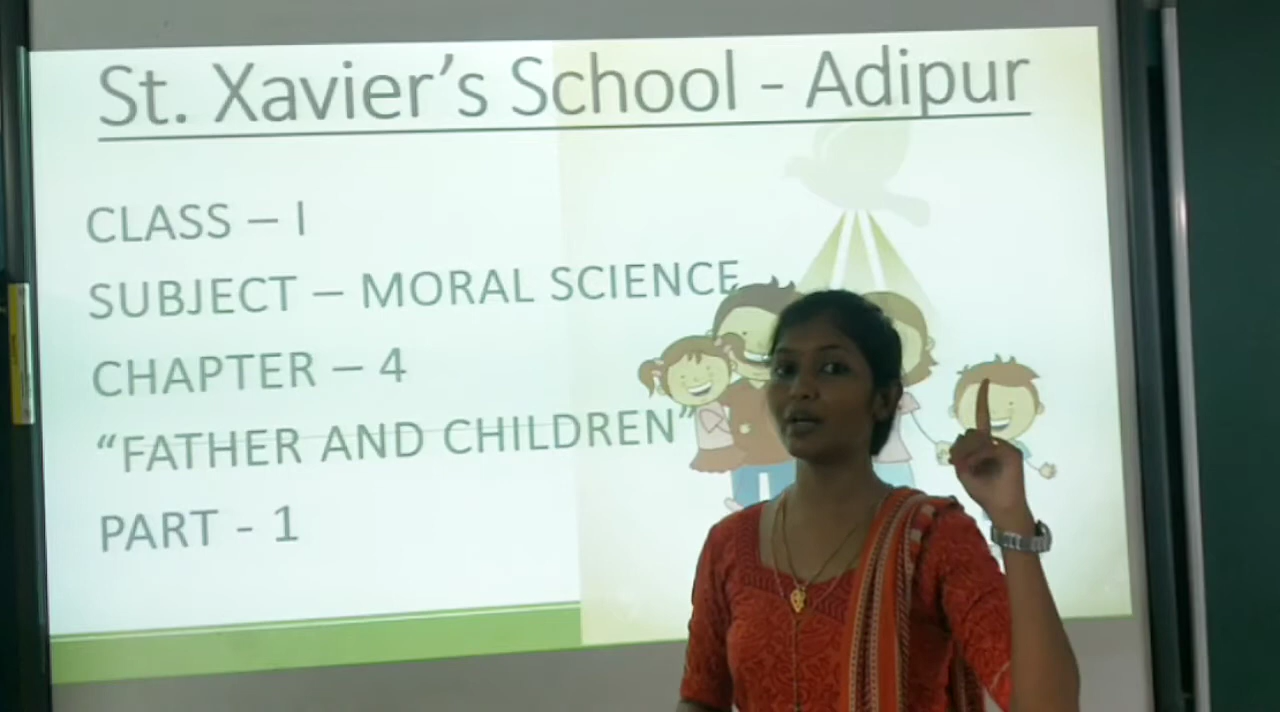 St. Xavier’s School - Adipur
CLASS – I
SUBJECT – MORAL SCIENCE
CHAPTER – 4
“FATHER AND CHILDREN”
PART - 1